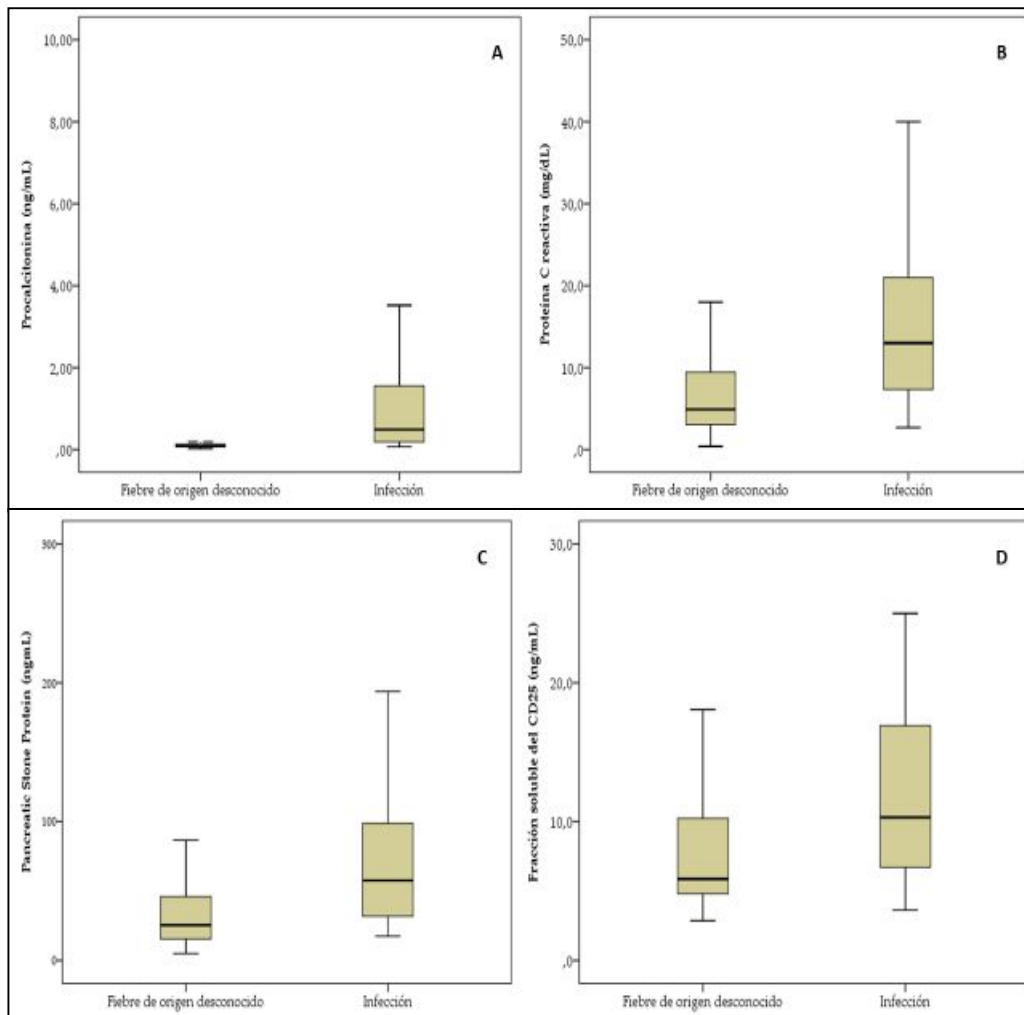 A
Procalcitonina (ng/mL)
10,00
8,00
6,00
4,00
2,00
,00
Fiebre de origen desconocido
Infección
B
Proteína C reactiva (mg/dL)
50,0
40,0
30,0
20,0
10,0
,0
Fiebre de origen desconocido
Infección
C
Pancreatic Stone Protein (ngmL)
300
200
100
0
Fiebre de origen desconocido
Infección
D
Fracción soluble del CD25 (ng/mL)
30,0
20,0
10,0
,0
Fiebre de origen desconocido
Infección